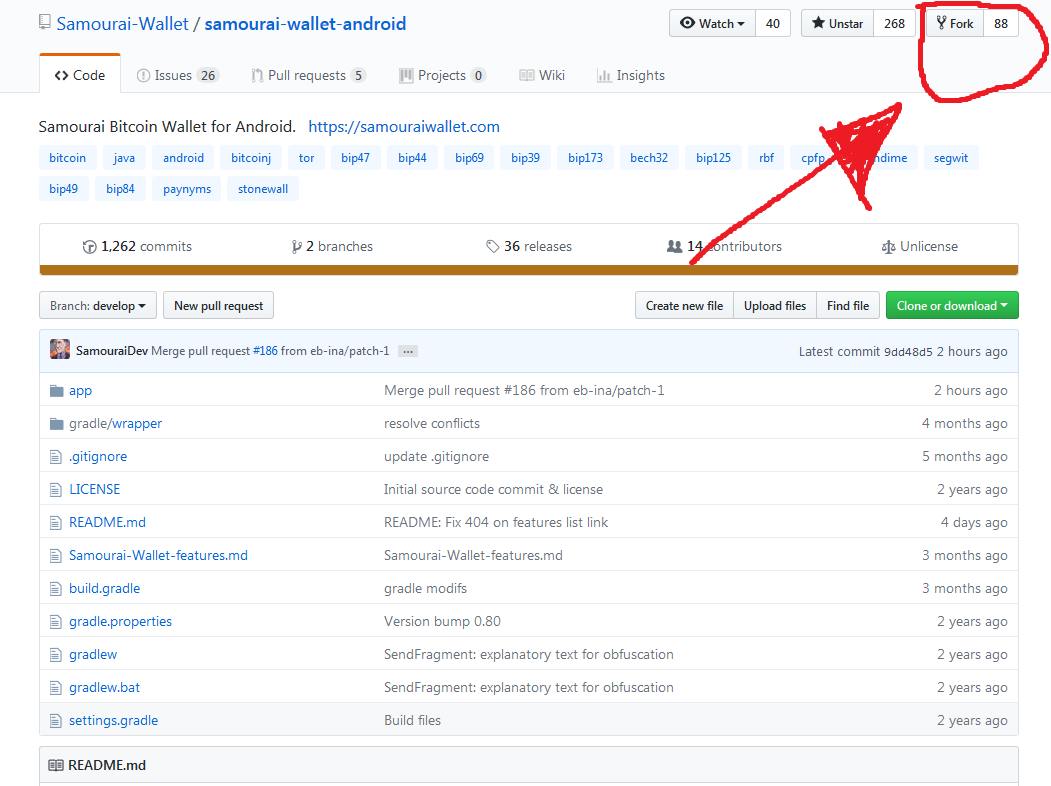 Samourai-Wallet / samourai-wallet-android
Watch 40 Unstar 268 Fork 88
Code Issues 26 Pull requests 5 Projects 0 Wiki Insights
Samourai Bitcoin Wallet for Android. https://samouraiwallet.com
bitcoin java android bitcoinj tor bip47 bip44 bip69 bip39 bip173 bech32 bip125 rbf cpfp segwit
bip49 bip84 paynyms stonewall
1,262 commits 2 branches 36 releases 14 contributors Unlicense
Branch: develop New pull request Create new file Upload files Find file Clone or download
SamouraiDev Merge pull request #186 from eb-ina/patch-1 ... Latest commit 9dd48d5 2 hours ago
app Merge pull request #186 from eb-ina/patch-1 2 hours ago
gradle/wrapper resolve conflicts 4 months ago
.gitignore update .gitignore 5 months ago
LICENSE Initial source code commit & license 2 years ago
README.md README: Fix 404 on features list link 4 days ago
Samourai-Wallet-features.md Samourai-Wallet-features.md 3 months ago
build.gradle gradle modifs 3 months ago
gradle.properties Version bump 0.80 2 years ago
gradlew SendFragment: explanatory text for obfuscation 2 years ago
gradlew.bat SendFragment: explanatory text for obfuscation 2 years ago
settings.gradle Build files 2 years ago
README.md